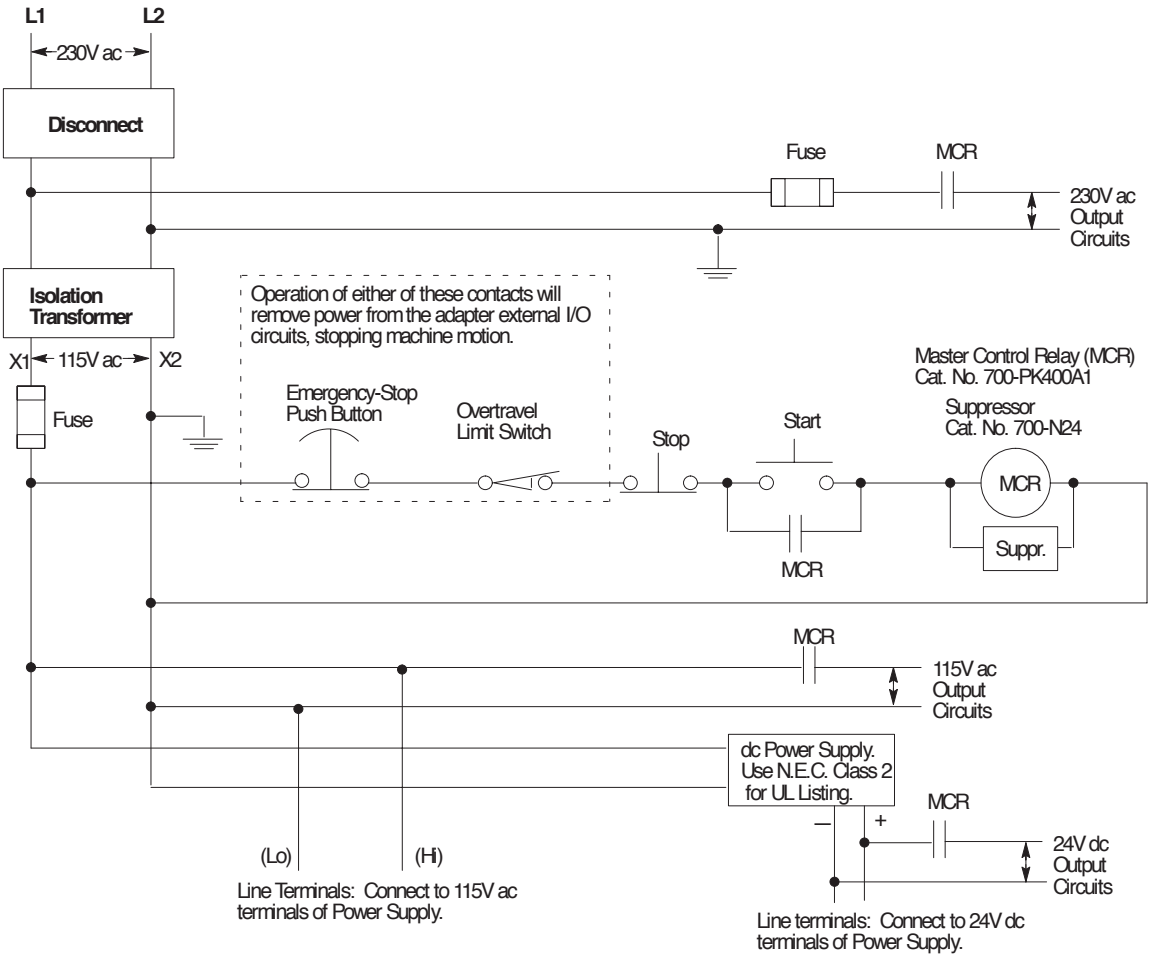 L1
L2
230V ac
Disconnect
Fuse
MCR
230V ac
Output
Circuits
Isolation
Transformer
Operation of either of these contacts will
remove power from the adapter external I/O
circuits, stopping machine motion.
X1
115V ac
X2
Fuse
Emergency-Stop
Push Button
Overtravel
Limit Switch
Stop
Start
Master Control Relay (MCR)
Cat. No. 700-PK400A1
Suppressor
Cat. No. 700-N24
MCR
Suppr.
MCR
MCR
115V ac
Output
Circuits
dc Power Supply.
Use N.E.C. Class 2
for UL Listing.
— +
MCR
24V dc
Output
Circuits
(Lo)
(Hi)
Line Terminals: Connect to 115V ac
terminals of Power Supply.
Line terminals: Connect to 24V dc
terminals of Power Supply.